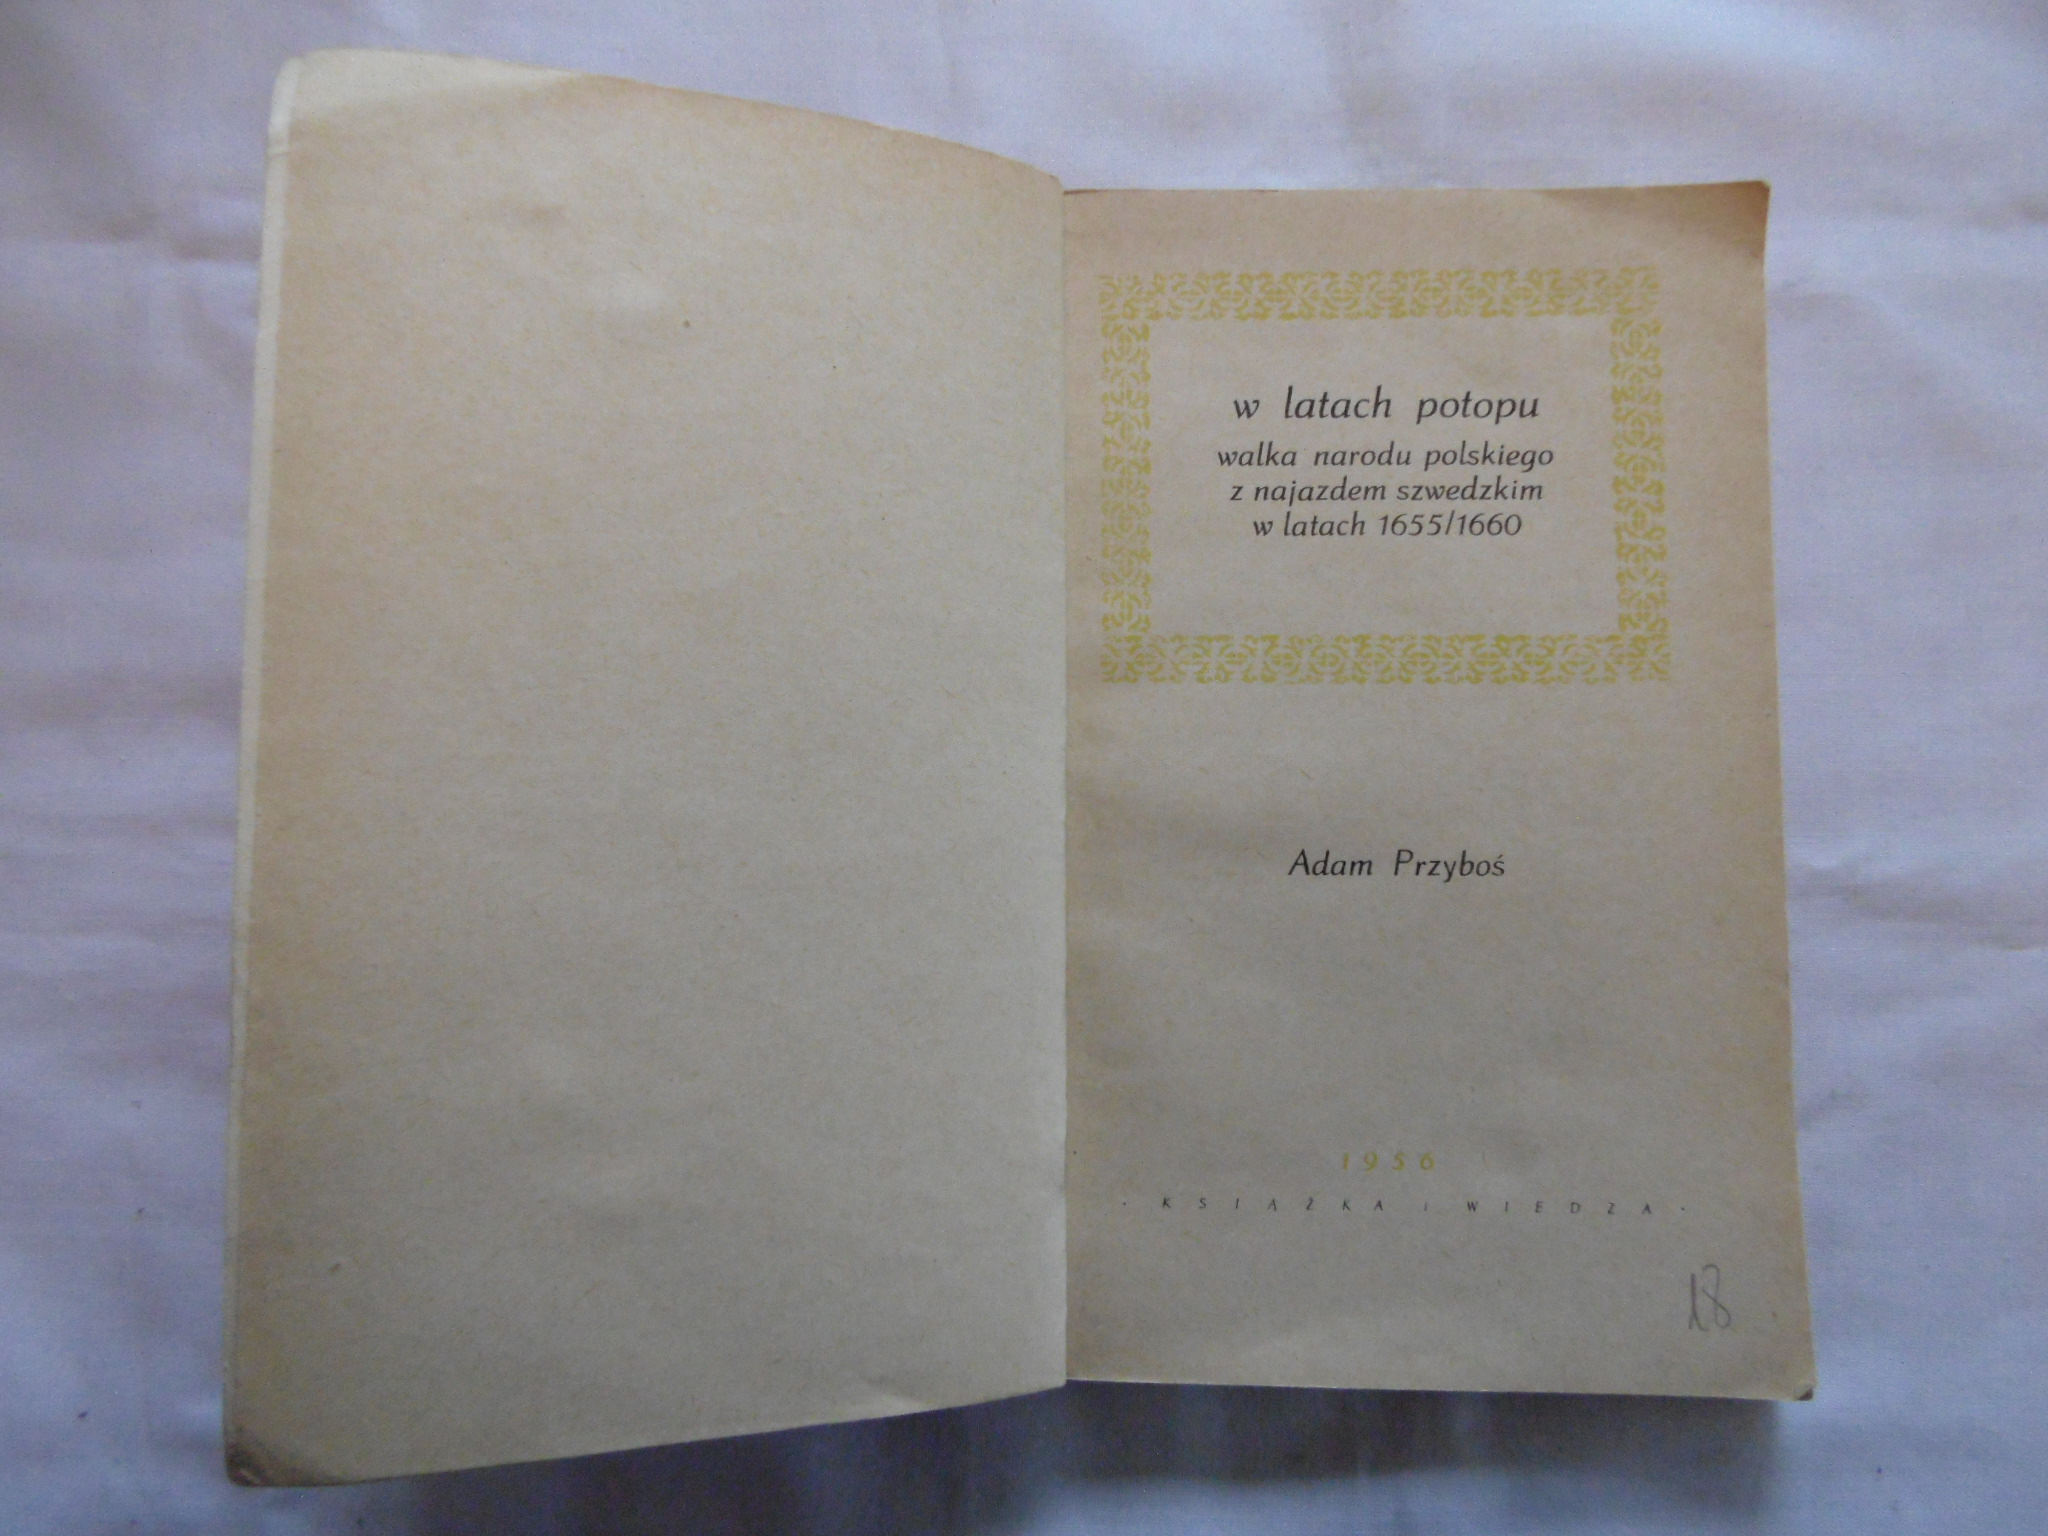 w latach potopu
walka narodu polskiego
z najazdem szwedzkim
w latach 1655/1660
Adam Przyboś
1956
· KSIĄŻKA i WIEDZA ·
18